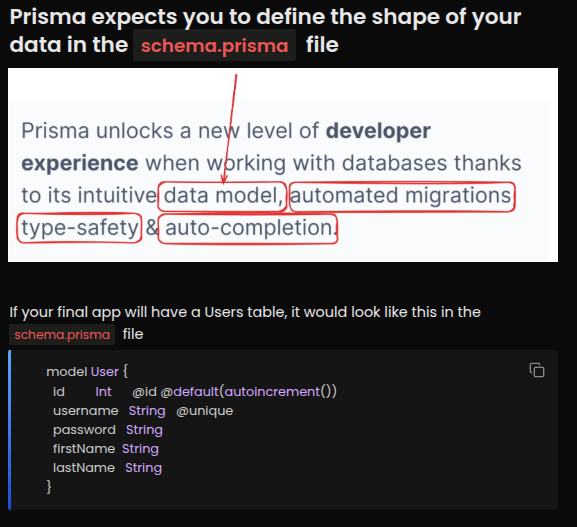 Prisma expects you to define the shape of your
data in the schema.prisma file
Prisma unlocks a new level of developer
experience when working with databases thanks
to its intuitive data model, automated migrations,
type-safety & auto-completion.
If your final app will have a Users table, it would look like this in the
schema.prisma file
model User {
id Int @id @default(autoincrement())
username String @unique
password String
firstName String
lastName String
}